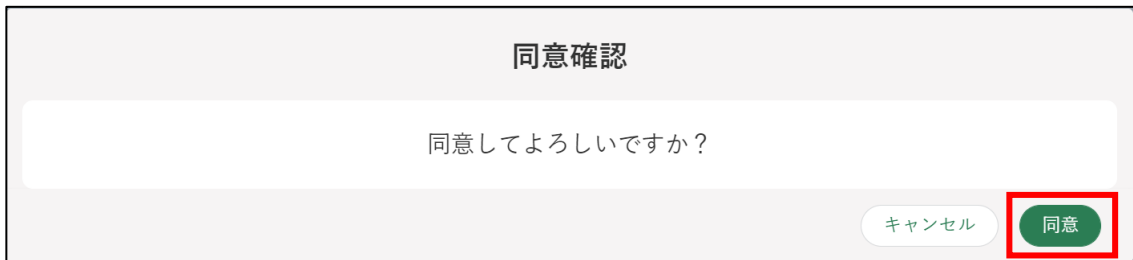 同意確認
同意してよろしいですか？
キャンセル
同意